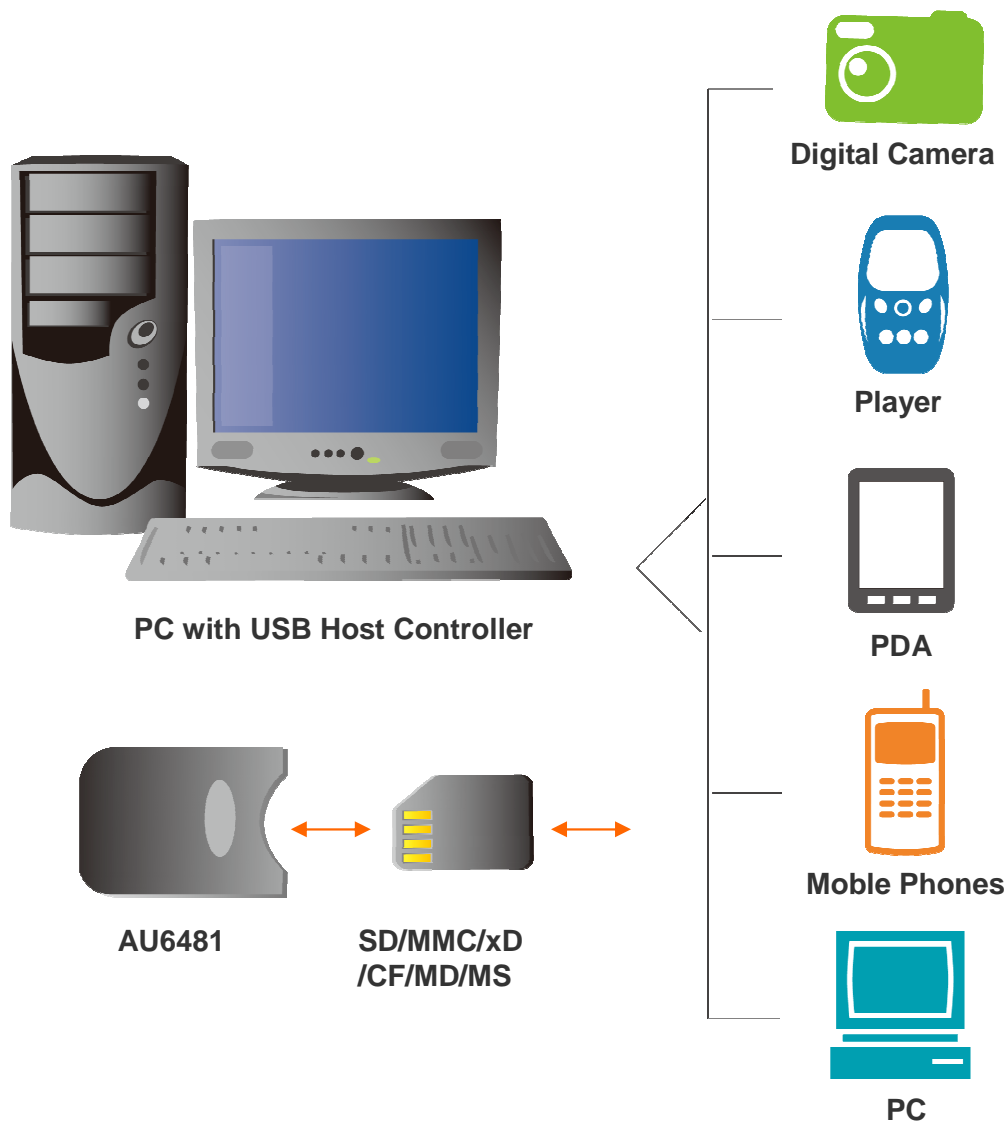 Digital Camera
Player
PC with USB Host Controller
PDA
Moble Phones
AU6481
SD/MMC/xD
/CF/MD/MS
PC